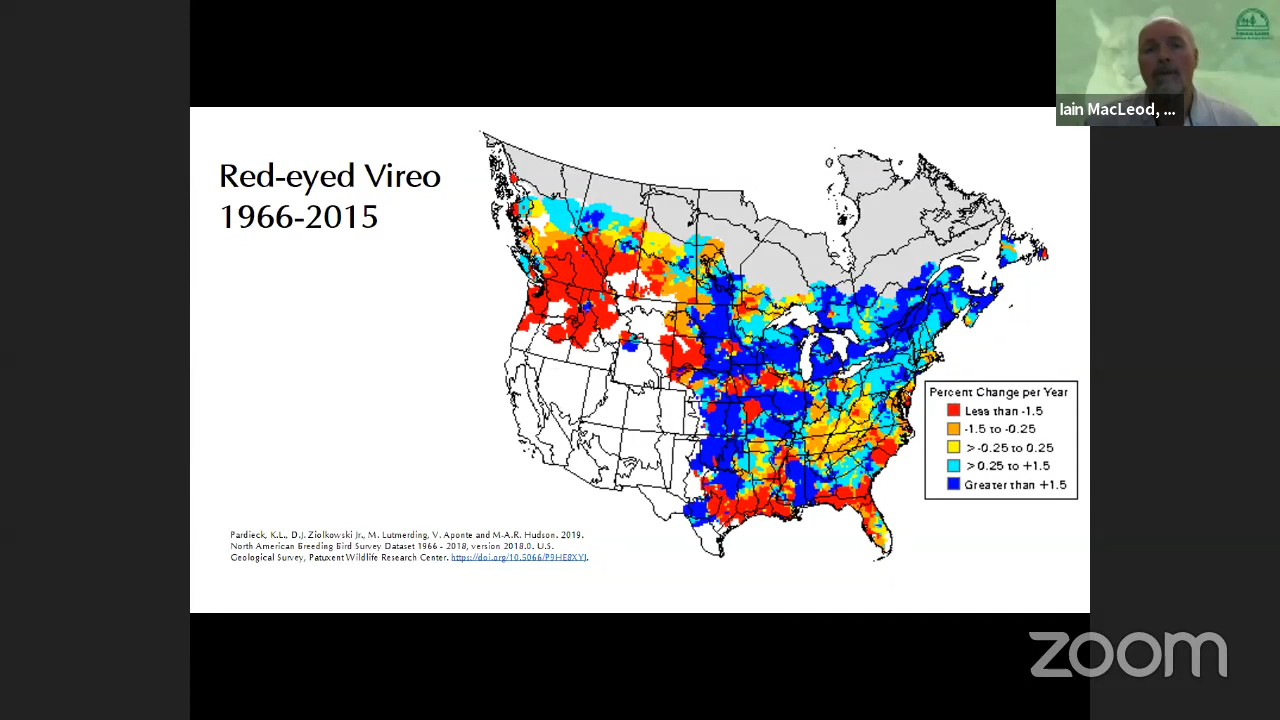 Iain MacLeod, ...
Red-eyed Vireo
1966-2015
Percent Change per Year
Less than -1.5
-1.5 to -0.25
> -0.25 to 0.25
> 0.25 to +1.5
Greater than +1.5
Pardieck, K.L., D.J. Ziolkowski Jr., M. Lutmerding, V. Aponte and M-A.R. Hudson. 2019.
North American Breeding Bird Survey Dataset 1966 - 2018, version 2018.0. U.S.
Geological Survey, Patuxent Wildlife Research Center. https://doi.org/10.5066/P9HE8XYJ.
zoom